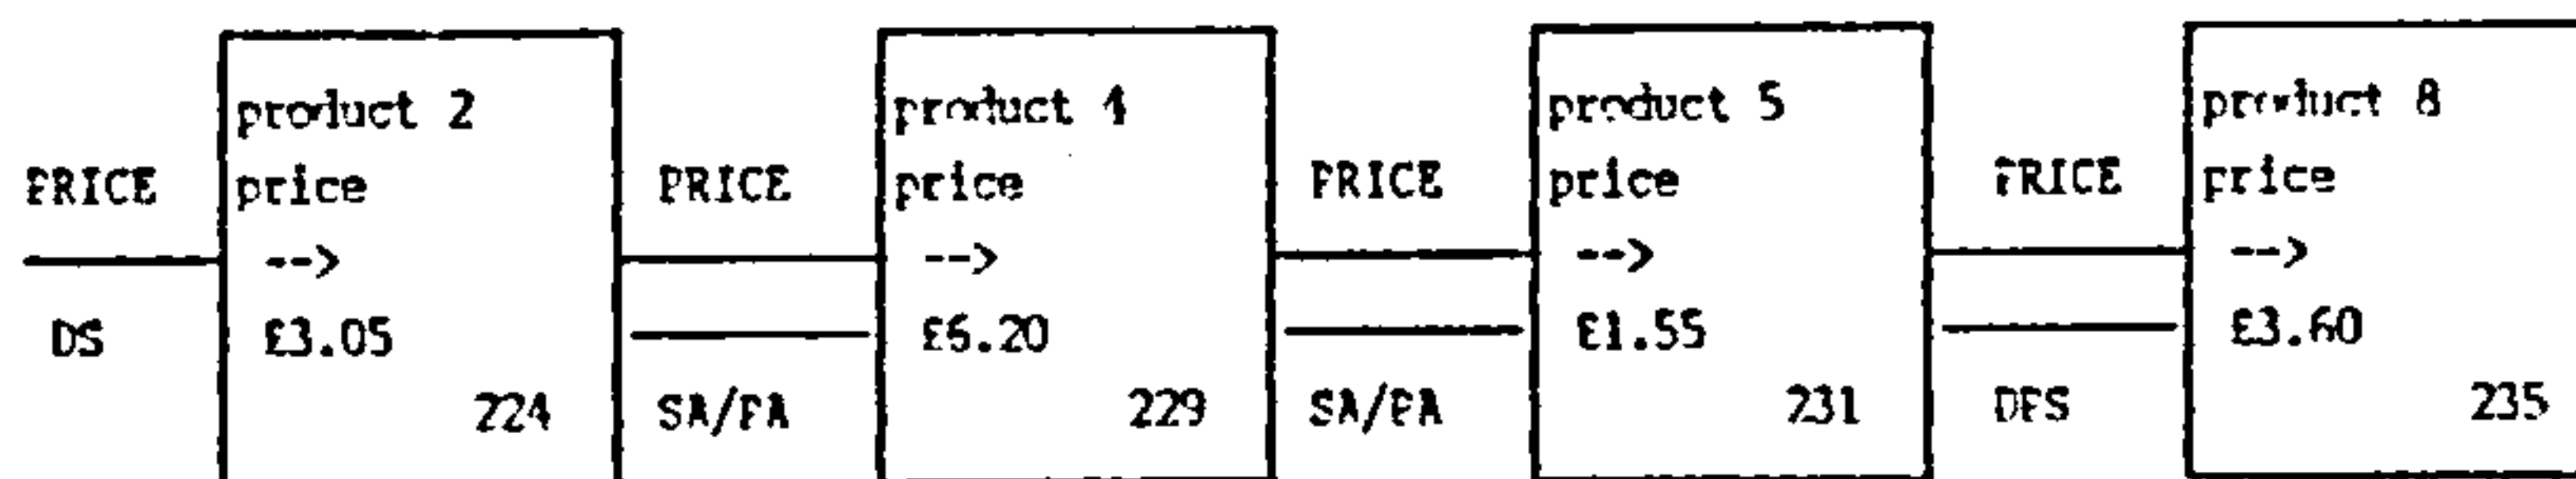 product 2 product 4 product 5 product 8
PRICE price PRICE price PRICE price PRICE price
--> --> --> -->
DS £3.05 £6.20 £1.55 £3.60
224 SA/PA 229 SA/PA 231 DPS 235